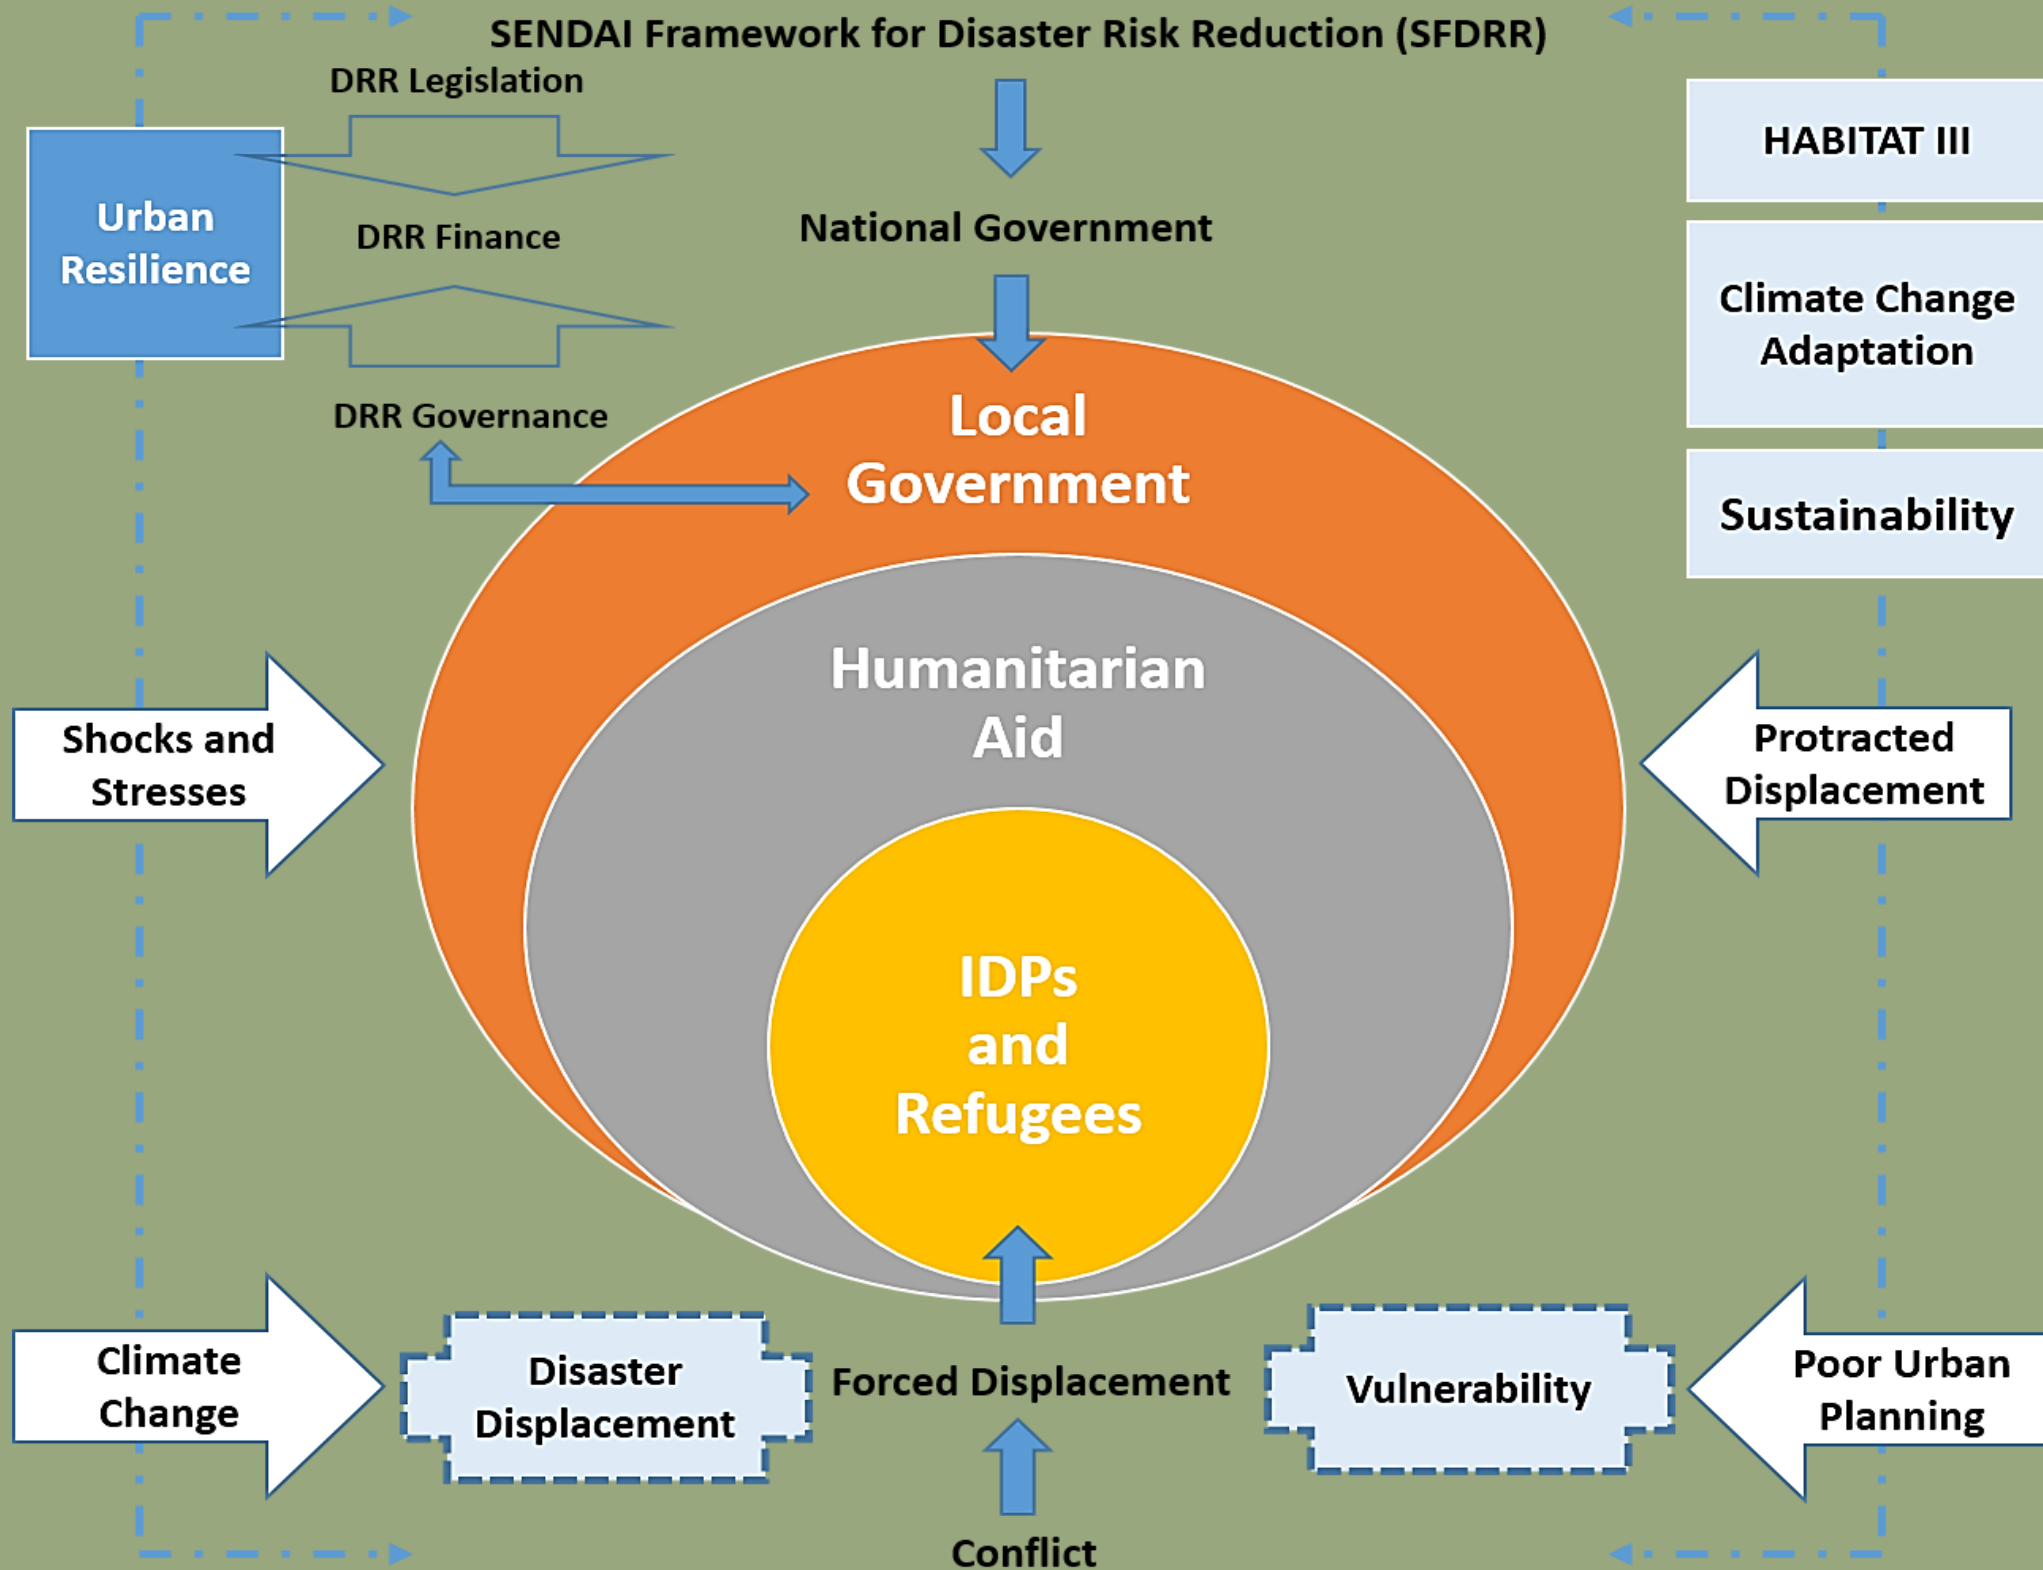 SENDAI Framework for Disaster Risk Reduction (SFDRR)
DRR Legislation
HABITAT III
Urban
Resilience
DRR Finance
National Government
Climate Change
Adaptation
DRR Governance
Local
Government
Sustainability
Humanitarian
Aid
Shocks and
Stresses
Protracted
Displacement
IDPs
and
Refugees
Climate
Change
Disaster
Displacement
Forced Displacement
Vulnerability
Poor Urban
Planning
Conflict